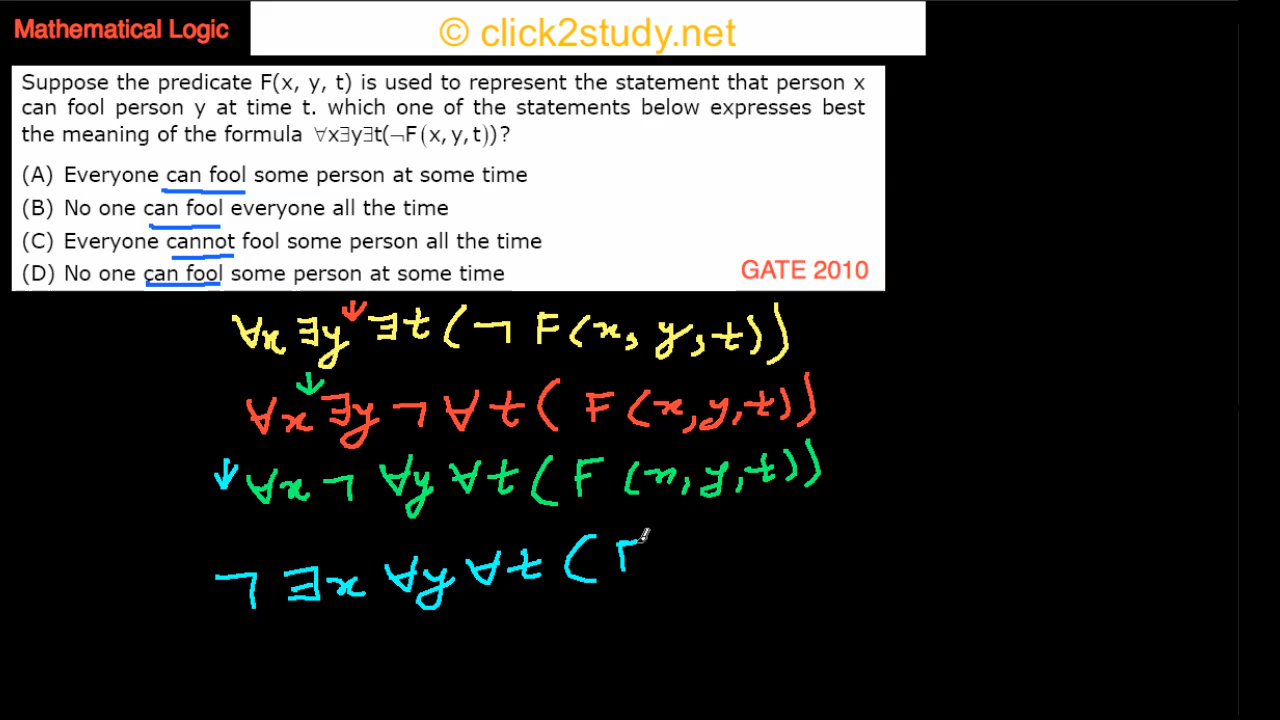 Mathematical Logic
© click2study.net
Suppose the predicate F(x, y, t) is used to represent the statement that person x
can fool person y at time t. which one of the statements below expresses best
the meaning of the formula ∀x∃y∃t(¬F(x,y,t))?
(A) Everyone can fool some person at some time
(B) No one can fool everyone all the time
(C) Everyone cannot fool some person all the time
(D) No one can fool some person at some time
GATE 2010
∀x ∃y ∃t (¬ F(x, y, t))
∀x ∃y ¬ ∀t ( F (x, y, t))
∀x ¬ ∀y ∀t ( F (x, y, t))
¬ ∃x ∀y ∀t (